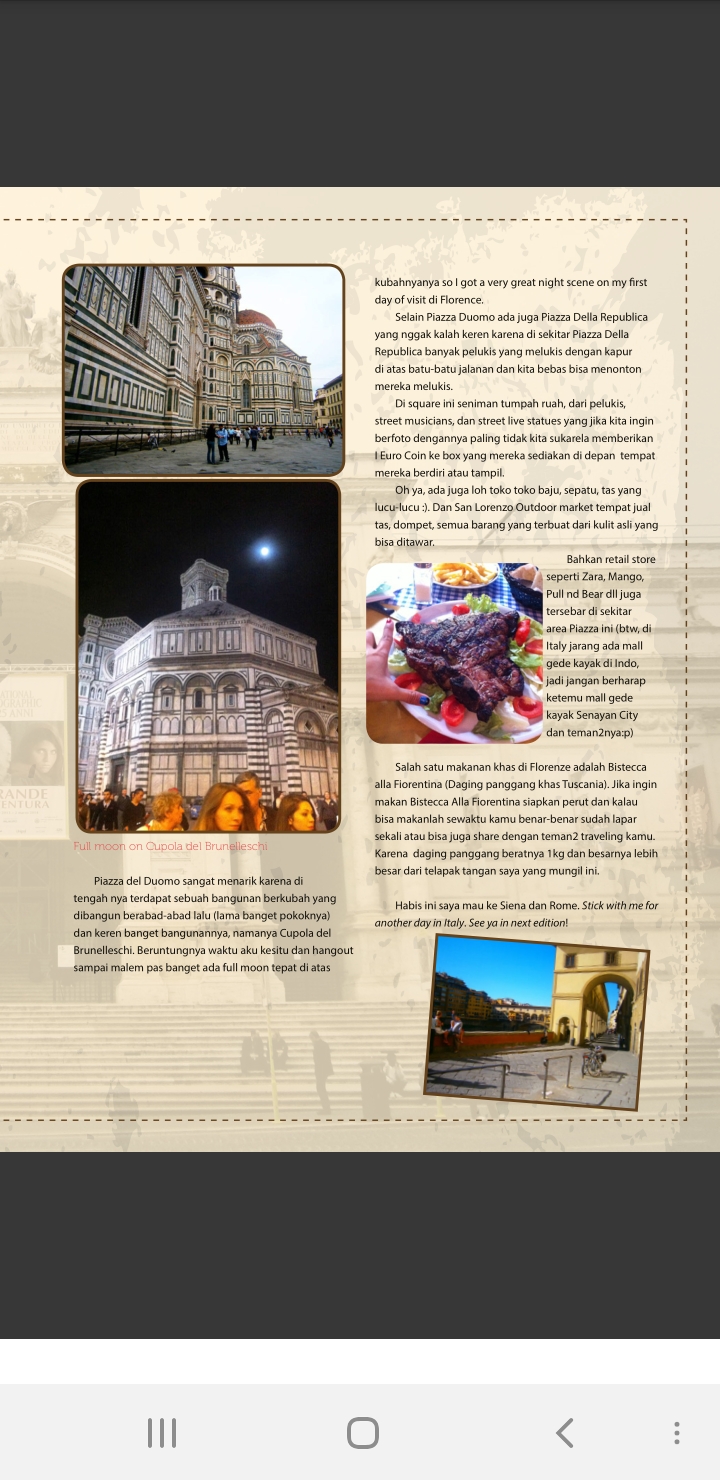 Full moon on Cupola del Brunelleschi
Piazza del Duomo sangat menarik karena di
tengah nya terdapat sebuah bangunan berkubah yang
dibangun berabad-abad lalu (lama banget pokoknya)
dan keren banget bangunannya, namanya Cupola del
Brunelleschi. Beruntungnya waktu aku kesitu dan hangout
sampai malem pas banget ada full moon tepat di atas
kubahnyanya so I got a very great night scene on my first
day of visit di Florence.
Selain Piazza Duomo ada juga Piazza Della Republica
yang nggak kalah keren karena di sekitar Piazza Della
Republica banyak pelukis yang melukis dengan kapur
di atas batu-batu jalanan dan kita bebas bisa menonton
mereka melukis.
Di square ini seniman tumpah ruah, dari pelukis,
street musicians, dan street live statues yang jika kita ingin
berfoto dengannya paling tidak kita sukarela memberikan
I Euro Coin ke box yang mereka sediakan di depan  tempat
mereka berdiri atau tampil.
Oh ya, ada juga loh toko toko baju, sepatu, tas yang
lucu-lucu :). Dan San Lorenzo Outdoor market tempat jual
tas, dompet, semua barang yang terbuat dari kulit asli yang
bisa ditawar.
Bahkan retail store
seperti Zara, Mango,
Pull nd Bear dll juga
tersebar di sekitar
area Piazza ini (btw, di
Italy jarang ada mall
gede kayak di Indo,
jadi jangan berharap
ketemu mall gede
kayak Senayan City
dan teman2nya:p)
Salah satu makanan khas di Florenze adalah Bistecca
alla Fiorentina (Daging panggang khas Tuscania). Jika ingin
makan Bistecca Alla Fiorentina siapkan perut dan kalau
bisa makanlah sewaktu kamu benar-benar sudah lapar
sekali atau bisa juga share dengan teman2 traveling kamu.
Karena  daging panggang beratnya 1kg dan besarnya lebih
besar dari telapak tangan saya yang mungil ini.
Habis ini saya mau ke Siena dan Rome. Stick with me for
another day in Italy. See ya in next edition!